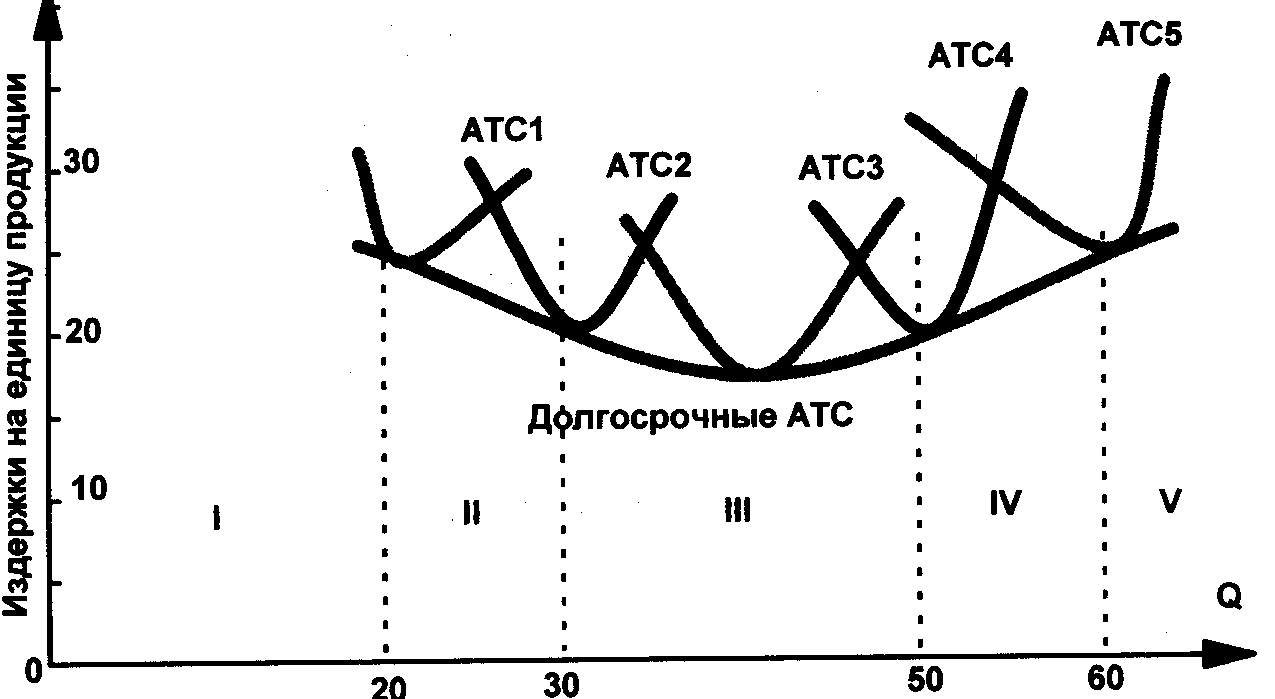 Издержки на единицу продукции
ATC5
ATC4
ATC1
30
ATC2
ATC3
20
Долгосрочные АТС
10
I
II
III
IV
V
Q
0
20
30
50
60